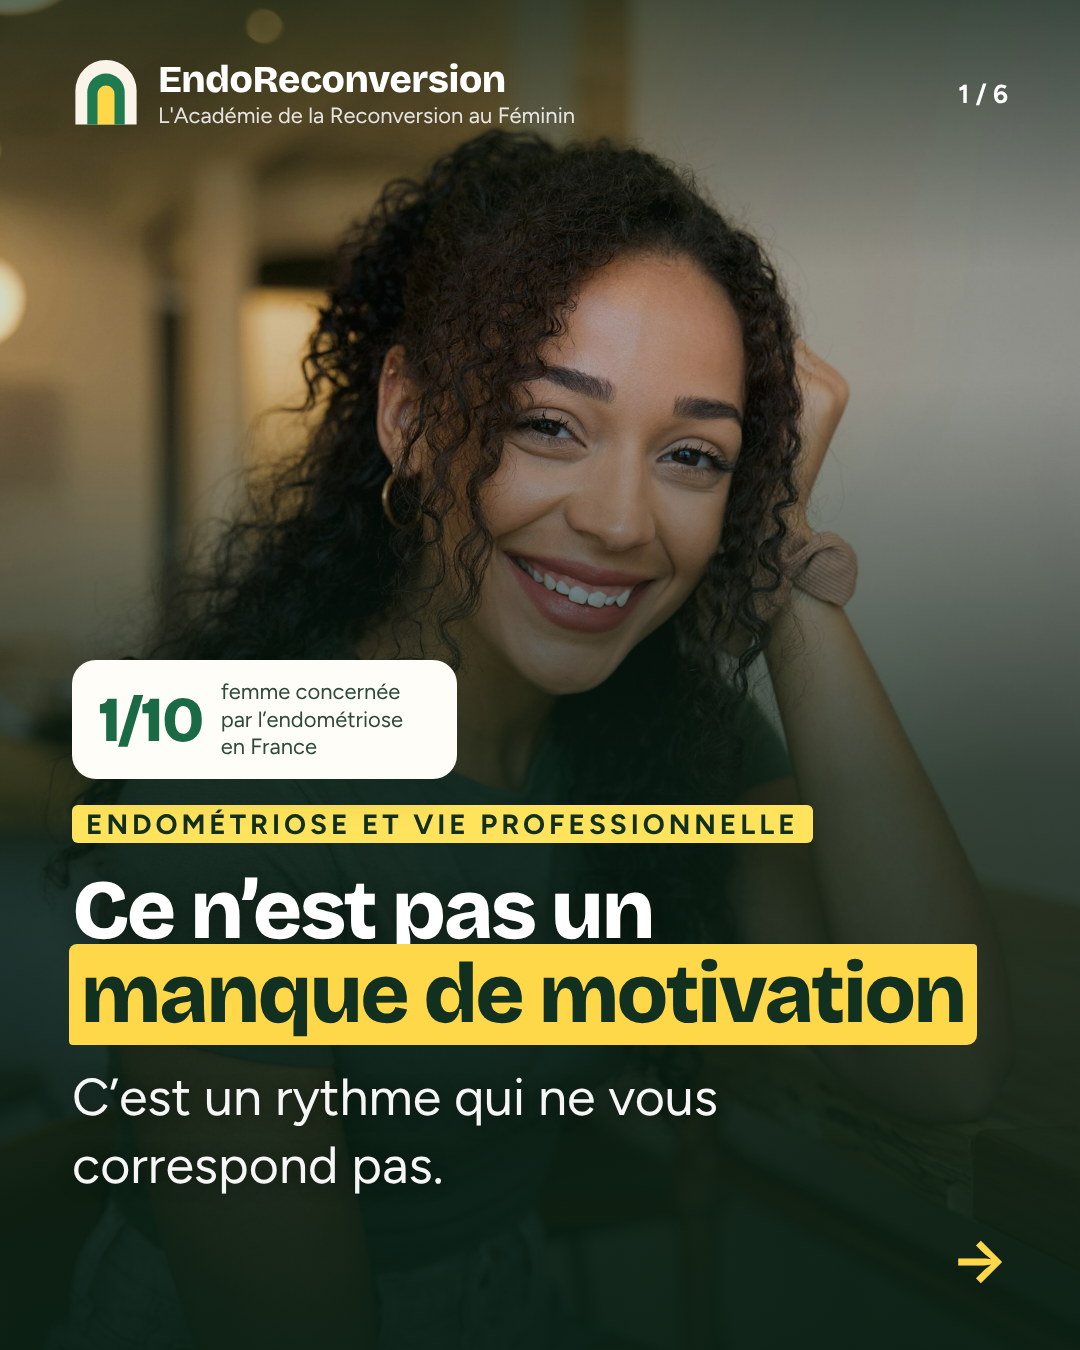 EndoReconversion
L'Académie de la Reconversion au Féminin
1 / 6
1/10
femme concernée
par l’endométriose
en France
ENDOMÉTRIOSE ET VIE PROFESSIONNELLE
Ce n’est pas un
manque de motivation
C’est un rythme qui ne vous
correspond pas.